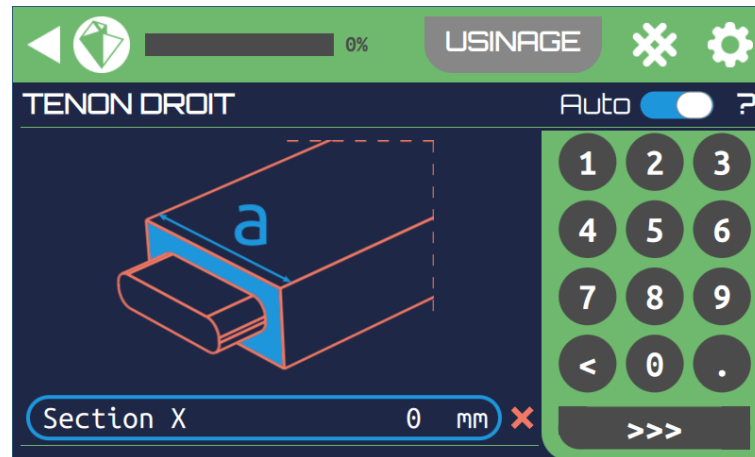 0%
USINAGE
TENON DROIT
Auto ?
a
Section X 0 mm
1 2 3
4 5 6
7 8 9
< 0 .
>>>